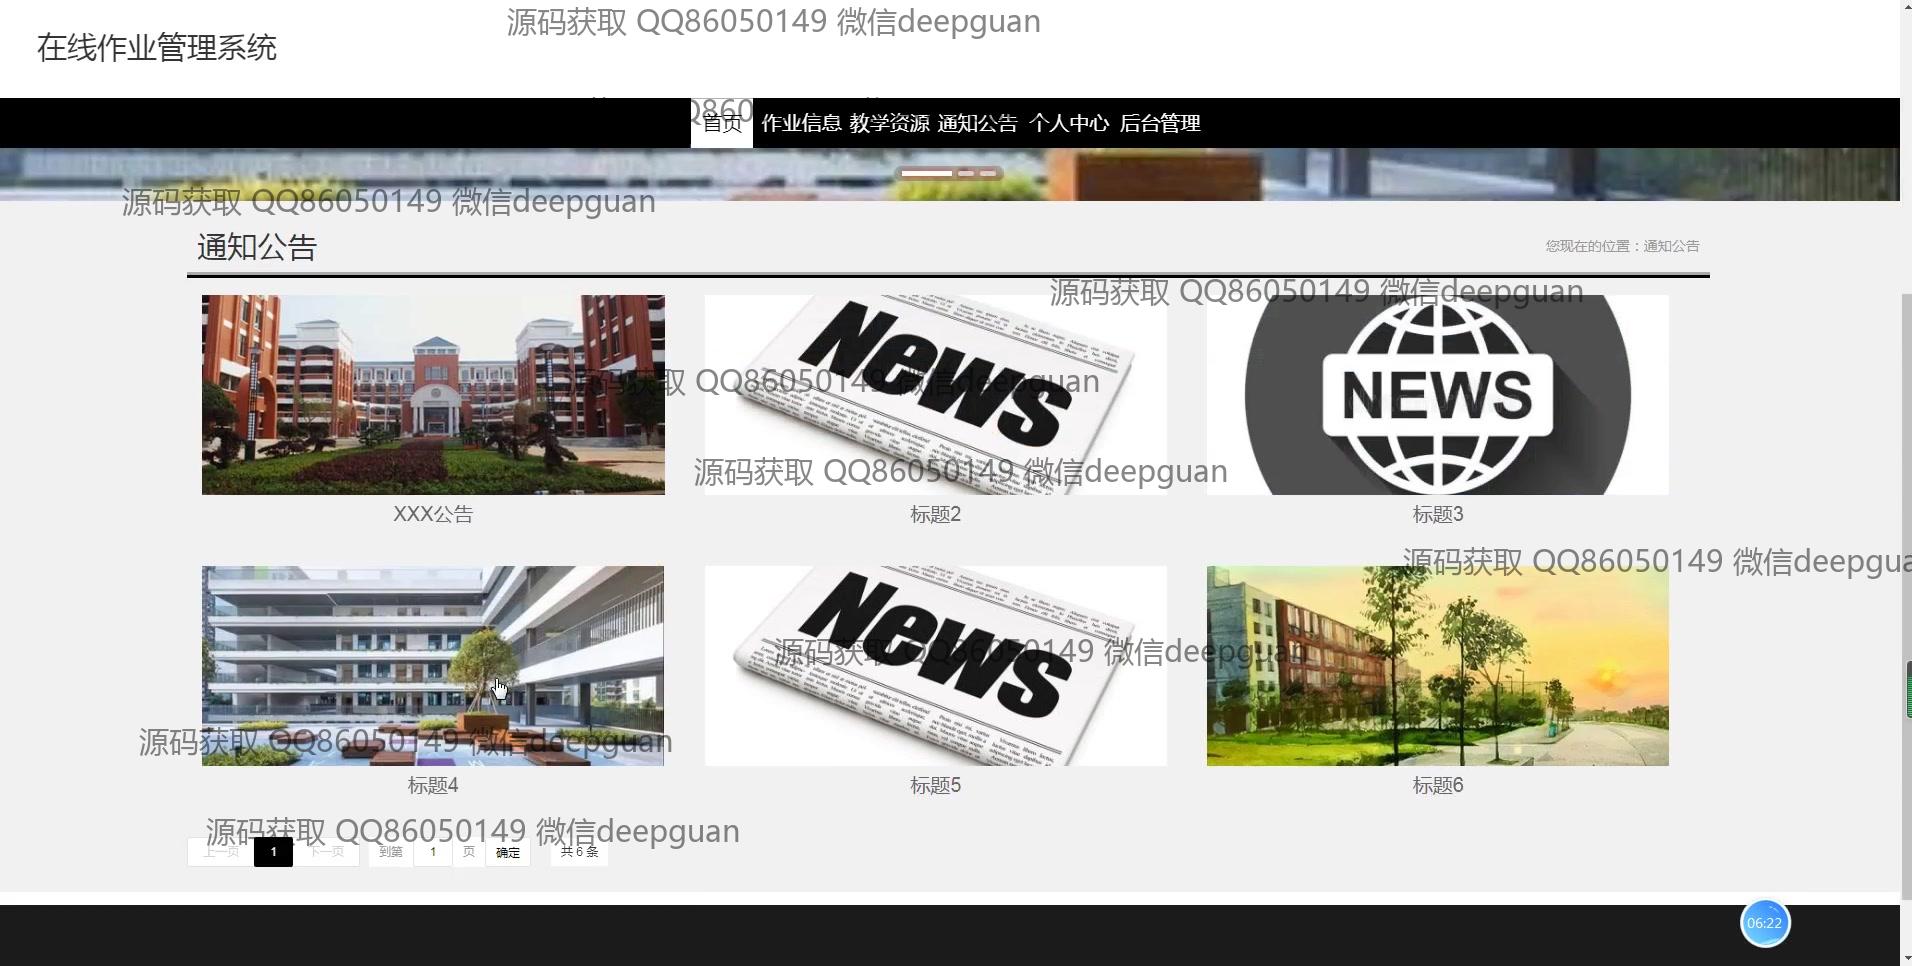 源码获取 QQ86050149 微信deepguan
在线作业管理系统
首页 作业信息 教学资源 通知公告 个人中心 后台管理
源码获取 QQ86050149 微信deepguan
通知公告
您现在的位置：通知公告
源码获取 QQ86050149 微信deepguan
News
NEWS
源码获取 QQ86050149 微信deepguan
源码获取 QQ86050149 微信deepguan
XXX公告
标题2
标题3
源码获取 QQ86050149 微信deepgua
News
源码获取 QQ86050149 微信deepguan
源码获取 QQ86050149 微信deepguan
标题4
标题5
标题6
源码获取 QQ86050149 微信deepguan
上一页 1 下一页 到第 1 页 确定 共 6 条
06:22